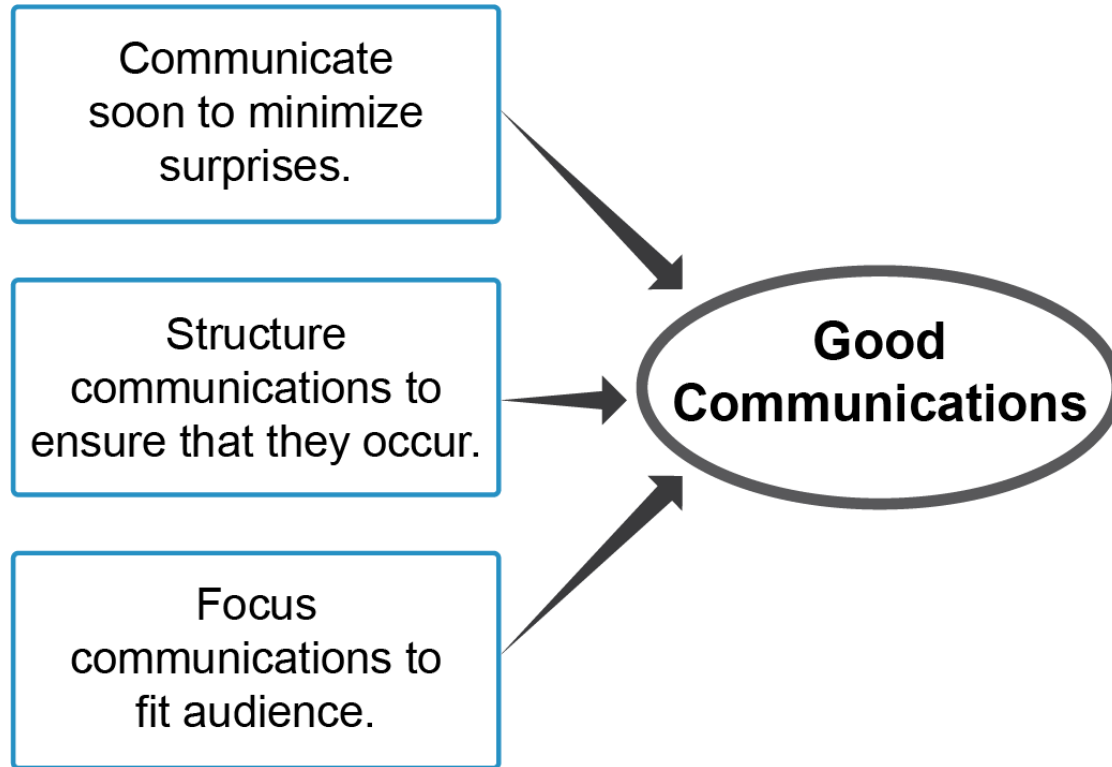 Communicate
soon to minimize
surprises.
Structure
communications to
ensure that they occur.
Focus
communications to
fit audience.
Good
Communications